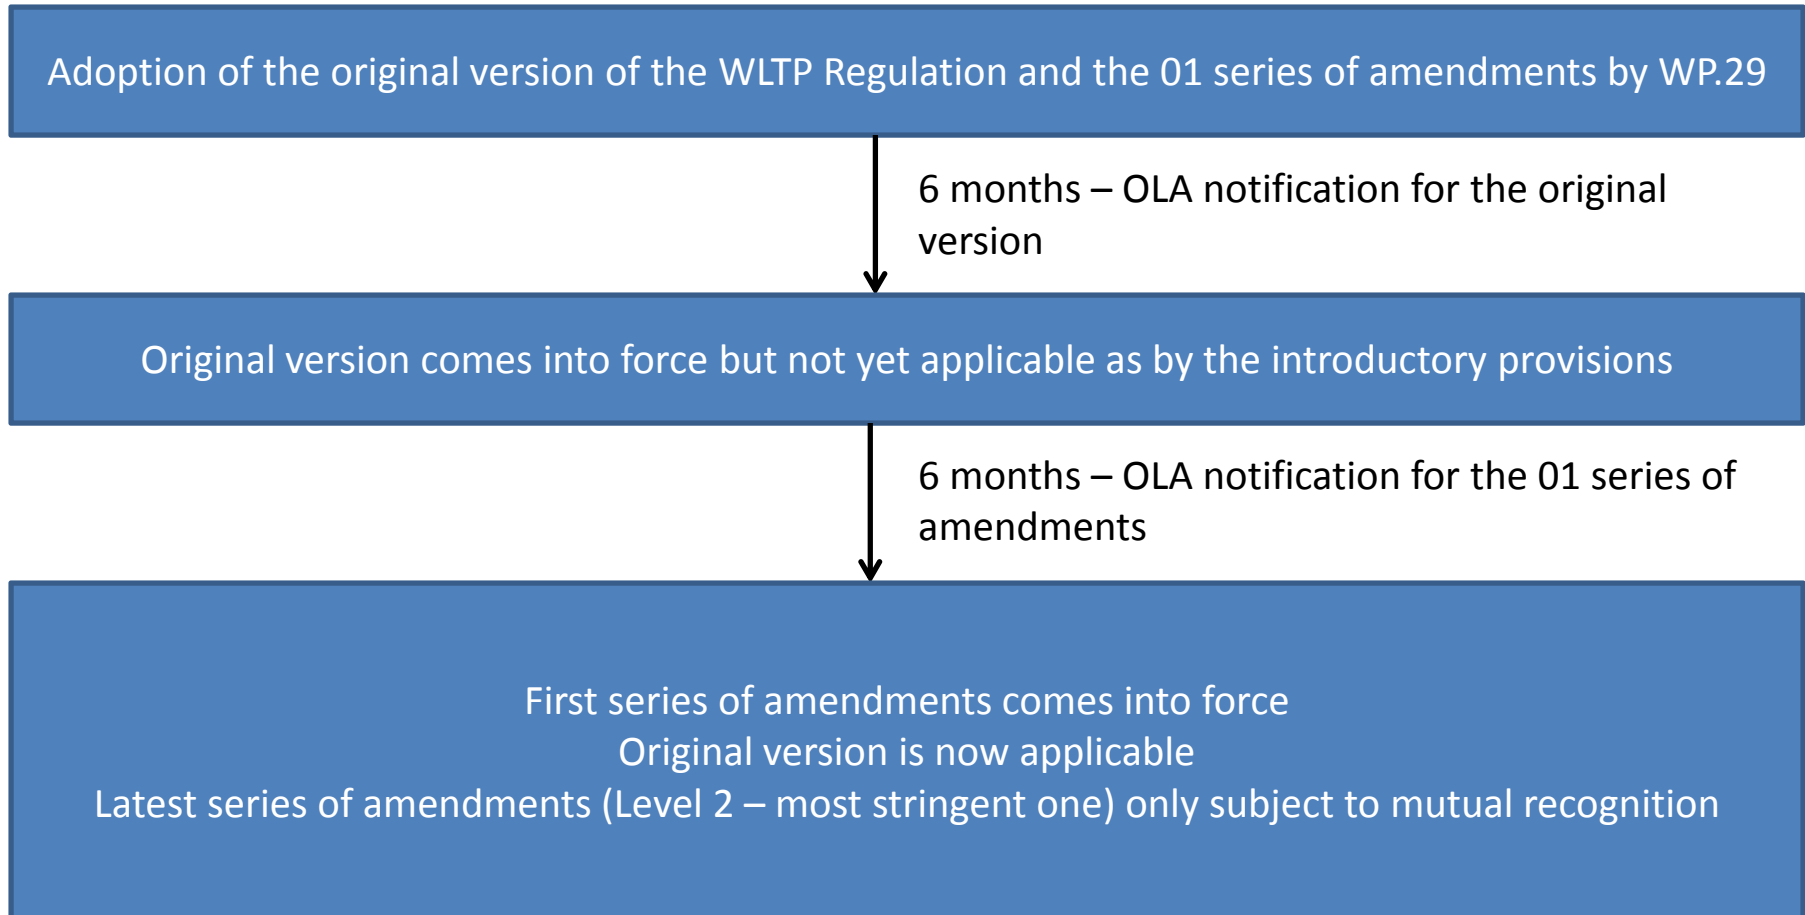 Adoption of the original version of the WLTP Regulation and the 01 series of amendments by WP.29
6 months – OLA notification for the original
version
Original version comes into force but not yet applicable as by the introductory provisions
6 months – OLA notification for the 01 series of
amendments
First series of amendments comes into force
Original version is now applicable
Latest series of amendments (Level 2 – most stringent one) only subject to mutual recognition